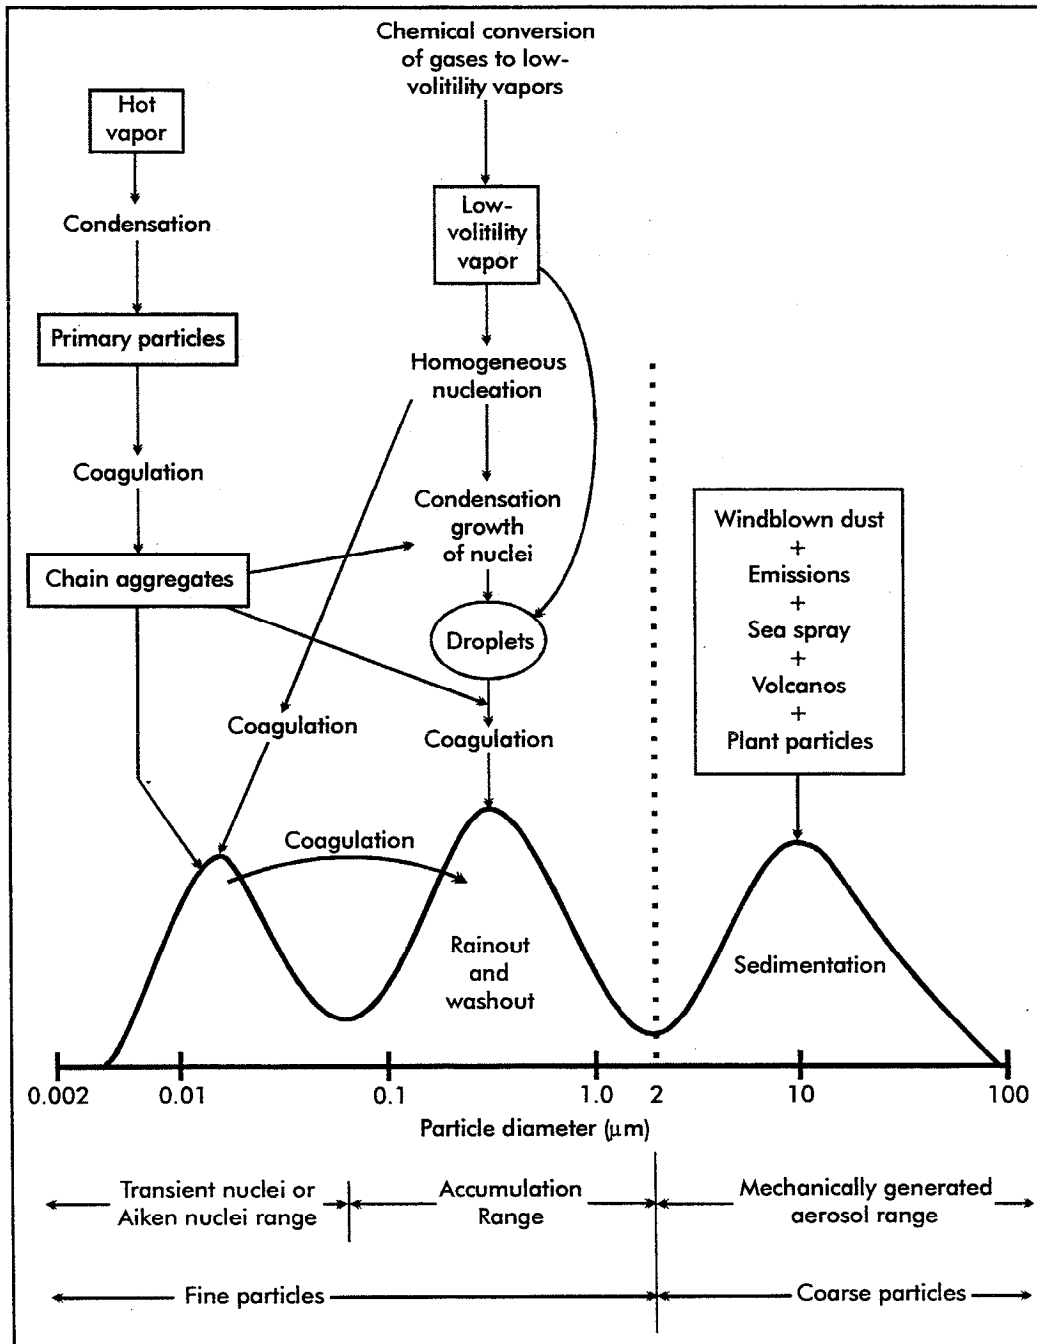 Chemical conversion
of gases to low-
volitility vapors
Hot
vapor
Condensation
Low-
volitility
vapor
Primary particles
Homogeneous
nucleation
Coagulation
Condensation
growth
of nuclei
Chain aggregates
Droplets
Coagulation
Coagulation
Windblown dust
+
Emissions
+
Sea spray
+
Volcanos
+
Plant particles
Coagulation
Rainout
and
washout
Sedimentation
0.002 0.01 0.1 1.0 2 10 100
Particle diameter (μm)
Transient nuclei or
Aiken nuclei range
Accumulation
Range
Mechanically generated
aerosol range
Fine particles
Coarse particles